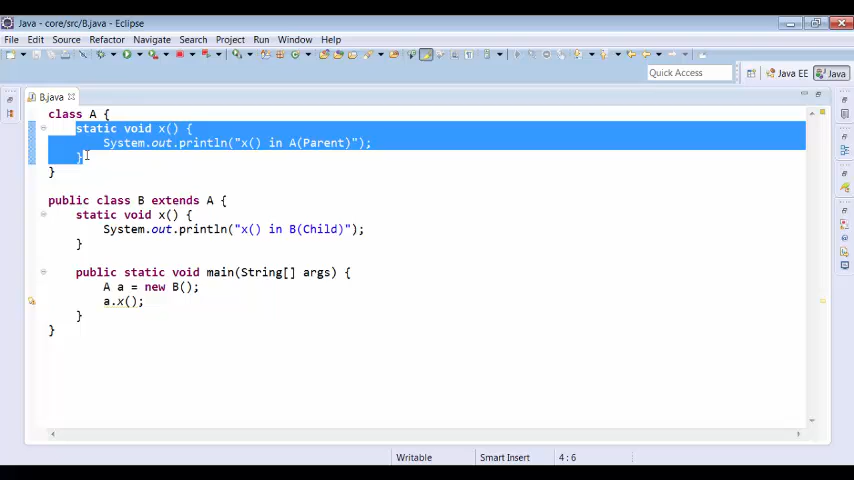 Java - core/src/B.java - Eclipse
File Edit Source Refactor Navigate Search Project Run Window Help
Quick Access
Java EE
Java
B.java
class A {
static void x() {
System.out.println("x() in A(Parent)");
}
}
public class B extends A {
static void x() {
System.out.println("x() in B(Child)");
}
public static void main(String[] args) {
A a = new B();
a.x();
}
}
Writable Smart Insert 4 : 6